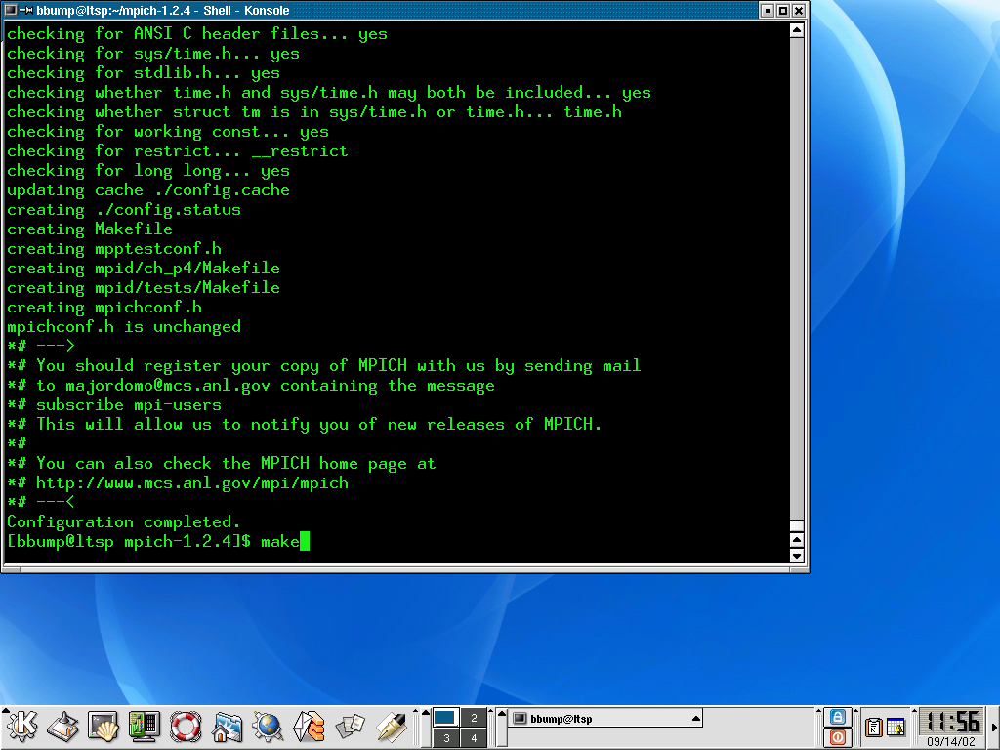 bbump@ltsp:~/mpich-1.2.4 - Shell - Konsole
checking for ANSI C header files... yes
checking for sys/time.h... yes
checking for stdlib.h... yes
checking whether time.h and sys/time.h may both be included... yes
checking whether struct tm is in sys/time.h or time.h... time.h
checking for working const... yes
checking for restrict... __restrict
checking for long long... yes
updating cache ./config.cache
creating ./config.status
creating Makefile
creating mpptestconf.h
creating mpid/ch_p4/Makefile
creating mpid/tests/Makefile
creating mpichconf.h
mpichconf.h is unchanged
*# --->
*# You should register your copy of MPICH with us by sending mail
*# to majordomo@mcs.anl.gov containing the message
*# subscribe mpi-users
*# This will allow us to notify you of new releases of MPICH.
*#
*# You can also check the MPICH home page at
*# http://www.mcs.anl.gov/mpi/mpich
*# ---<
Configuration completed.
[bbump@ltsp mpich-1.2.4]$ make
2
3 4
bbump@ltsp
11:56
09/14/02